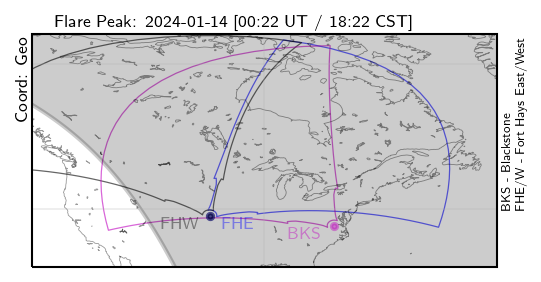 Flare Peak: 2024-01-14 [00:22 UT / 18:22 CST]
Coord: Geo
FHW
FHE
BKS
BKS - Blackstone
FHE/W - Fort Hays East/West